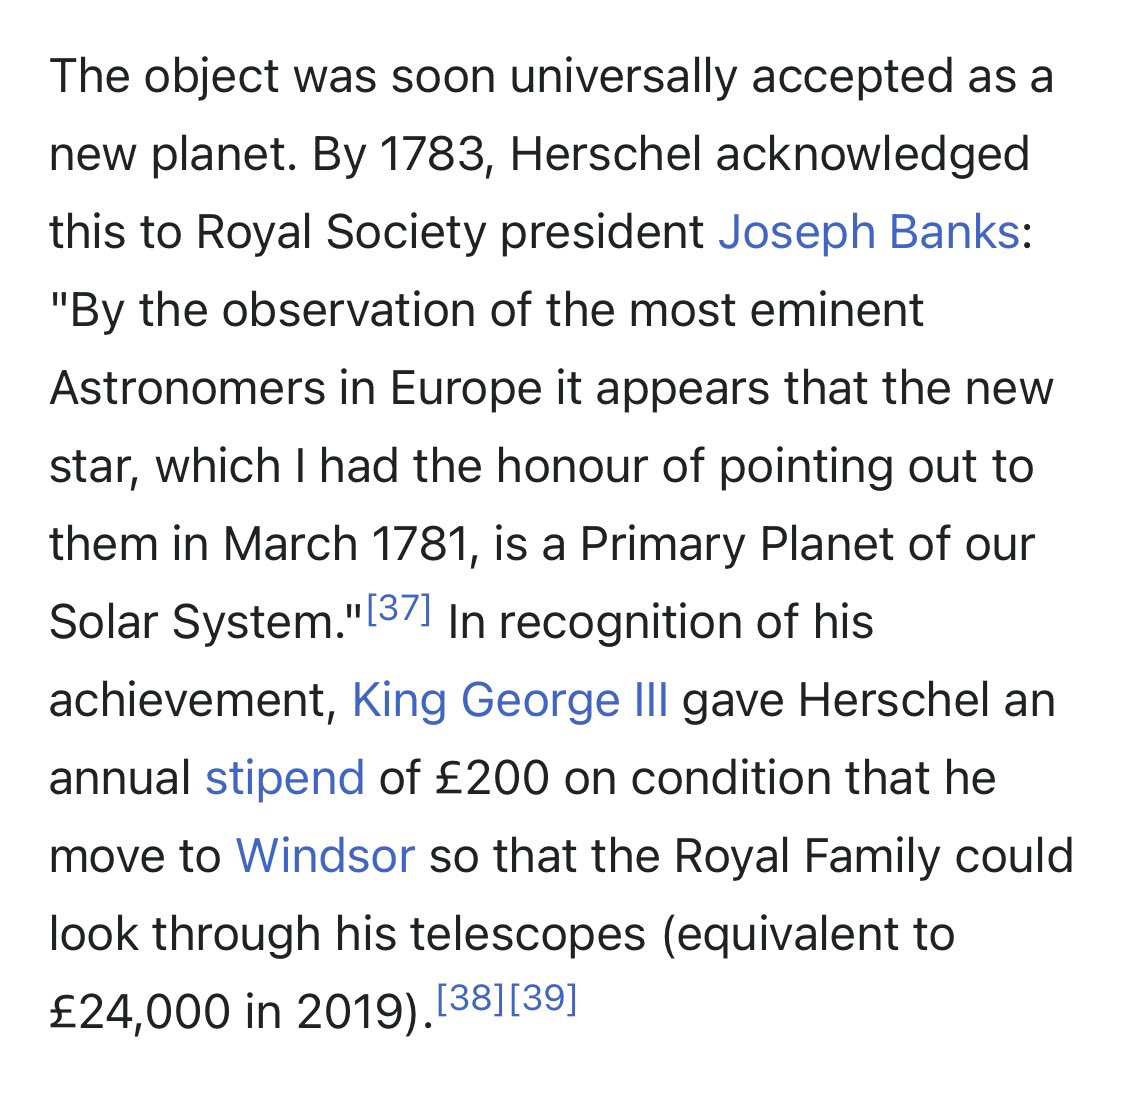 The object was soon universally accepted as a
new planet. By 1783, Herschel acknowledged
this to Royal Society president Joseph Banks:
"By the observation of the most eminent
Astronomers in Europe it appears that the new
star, which I had the honour of pointing out to
them in March 1781, is a Primary Planet of our
Solar System."[37] In recognition of his
achievement, King George III gave Herschel an
annual stipend of £200 on condition that he
move to Windsor so that the Royal Family could
look through his telescopes (equivalent to
£24,000 in 2019).[38][39]